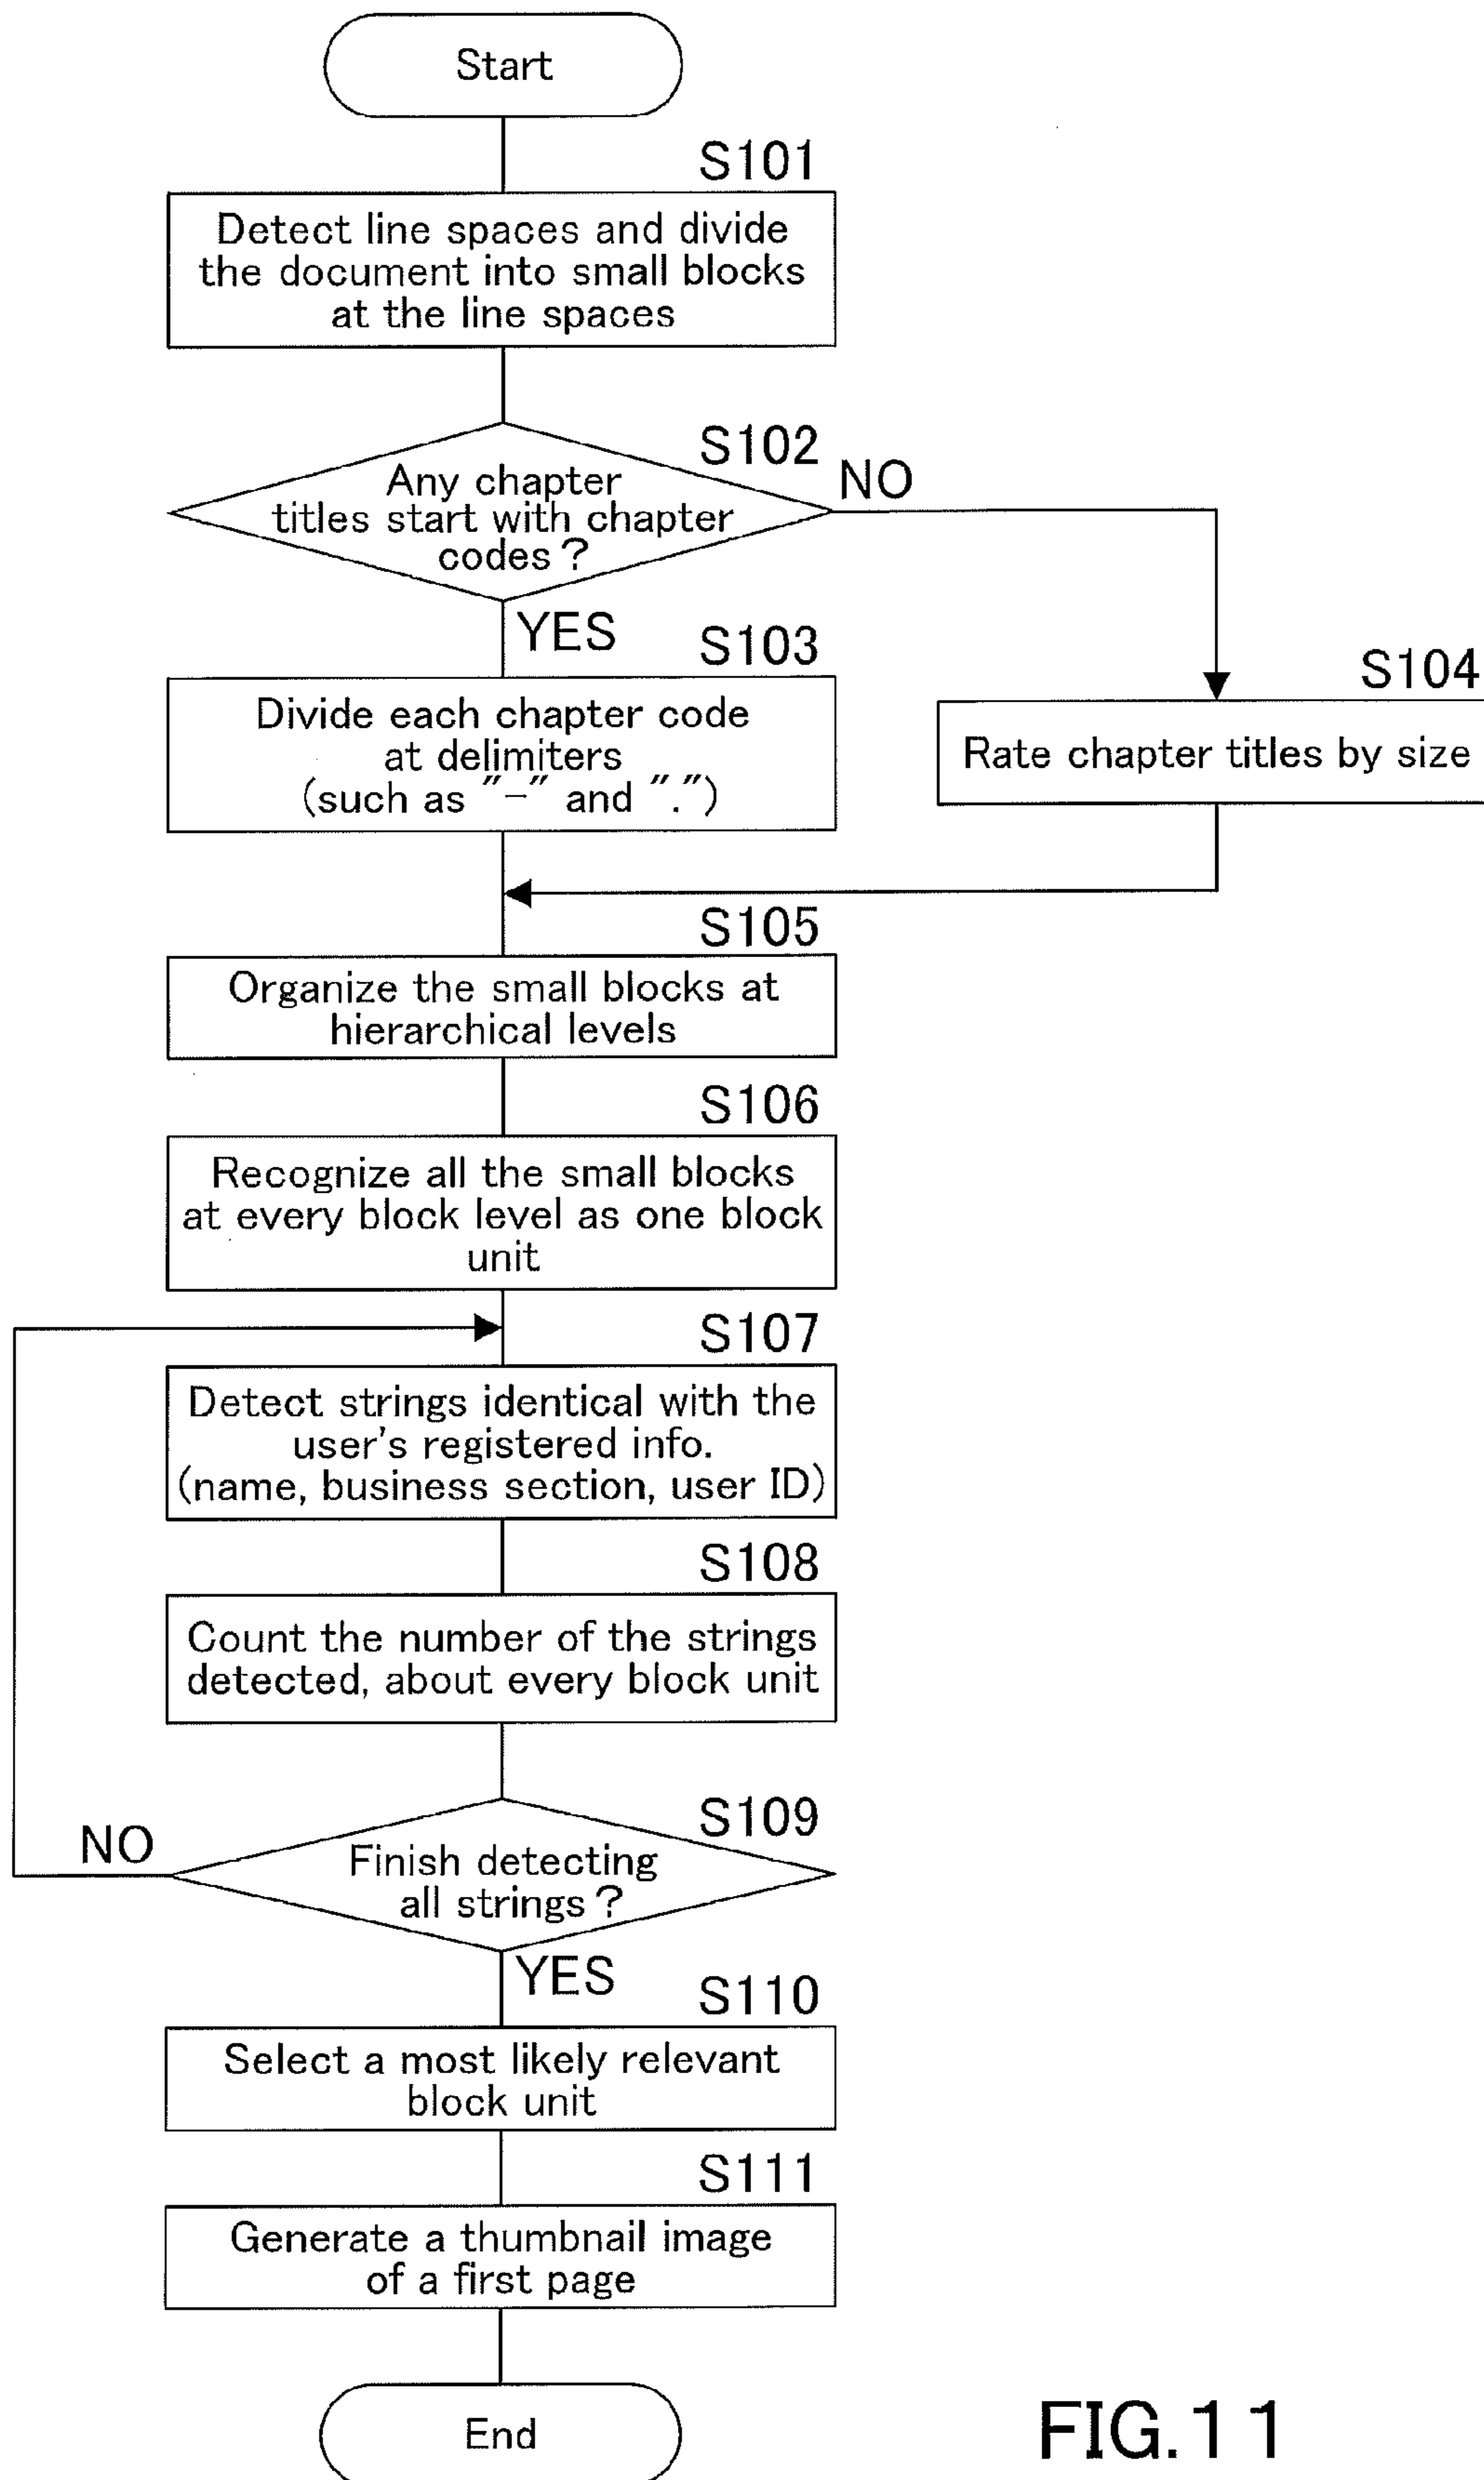 Start
S101
Detect line spaces and divide
the document into small blocks
at the line spaces
S102
Any chapter
titles start with chapter
codes?
NO
YES
S103
Divide each chapter code
at delimiters
(such as "-" and ".")
S104
Rate chapter titles by size
S105
Organize the small blocks at
hierarchical levels
S106
Recognize all the small blocks
at every block level as one block
unit
S107
Detect strings identical with the
user's registered info.
(name, business section, user ID)
S108
Count the number of the strings
detected, about every block unit
S109
NO
Finish detecting
all strings?
YES
S110
Select a most likely relevant
block unit
S111
Generate a thumbnail image
of a first page
End
FIG.11